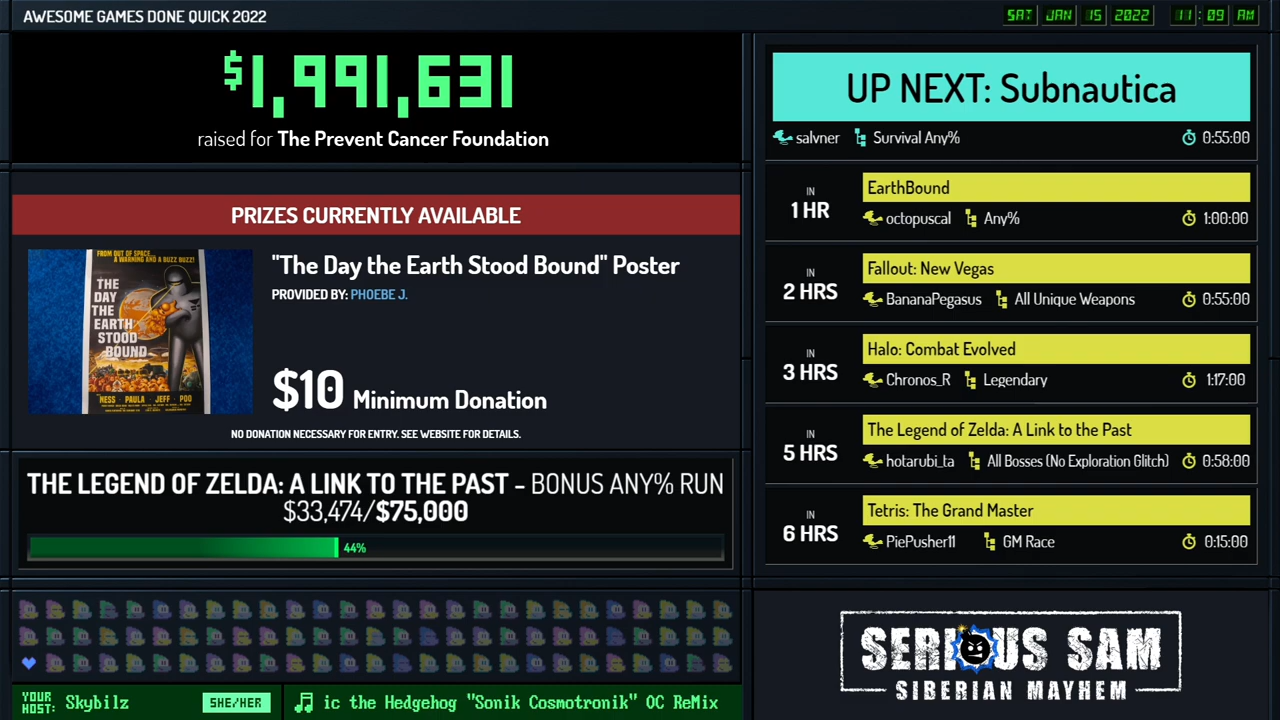 AWESOME GAMES DONE QUICK 2022
SAT JAN 15 2022 11:09 AM
$1,991,631
raised for The Prevent Cancer Foundation
PRIZES CURRENTLY AVAILABLE
FROM OUT OF SPACE...
A WARNING AND A BUZZ BUZZ!
THE
DAY
THE
EARTH
STOOD
BOUND
NESS - PAULA - JEFF - POO
"The Day the Earth Stood Bound" Poster
PROVIDED BY: PHOEBE J.
$10 Minimum Donation
NO DONATION NECESSARY FOR ENTRY. SEE WEBSITE FOR DETAILS.
THE LEGEND OF ZELDA: A LINK TO THE PAST - BONUS ANY% RUN
$33,474/$75,000
44%
YOUR HOST: Skybilz SHE/HER
ic the Hedgehog "Sonik Cosmotronik" OC ReMix
UP NEXT: Subnautica
salvner Survival Any% 0:55:00
IN
1 HR
EarthBound
octopuscal Any% 1:00:00
IN
2 HRS
Fallout: New Vegas
BananaPegasus All Unique Weapons 0:55:00
IN
3 HRS
Halo: Combat Evolved
Chronos_R Legendary 1:17:00
IN
5 HRS
The Legend of Zelda: A Link to the Past
hotarubi_ta All Bosses (No Exploration Glitch) 0:58:00
IN
6 HRS
Tetris: The Grand Master
PiePusher11 GM Race 0:15:00
SERIOUS SAM
SIBERIAN MAYHEM